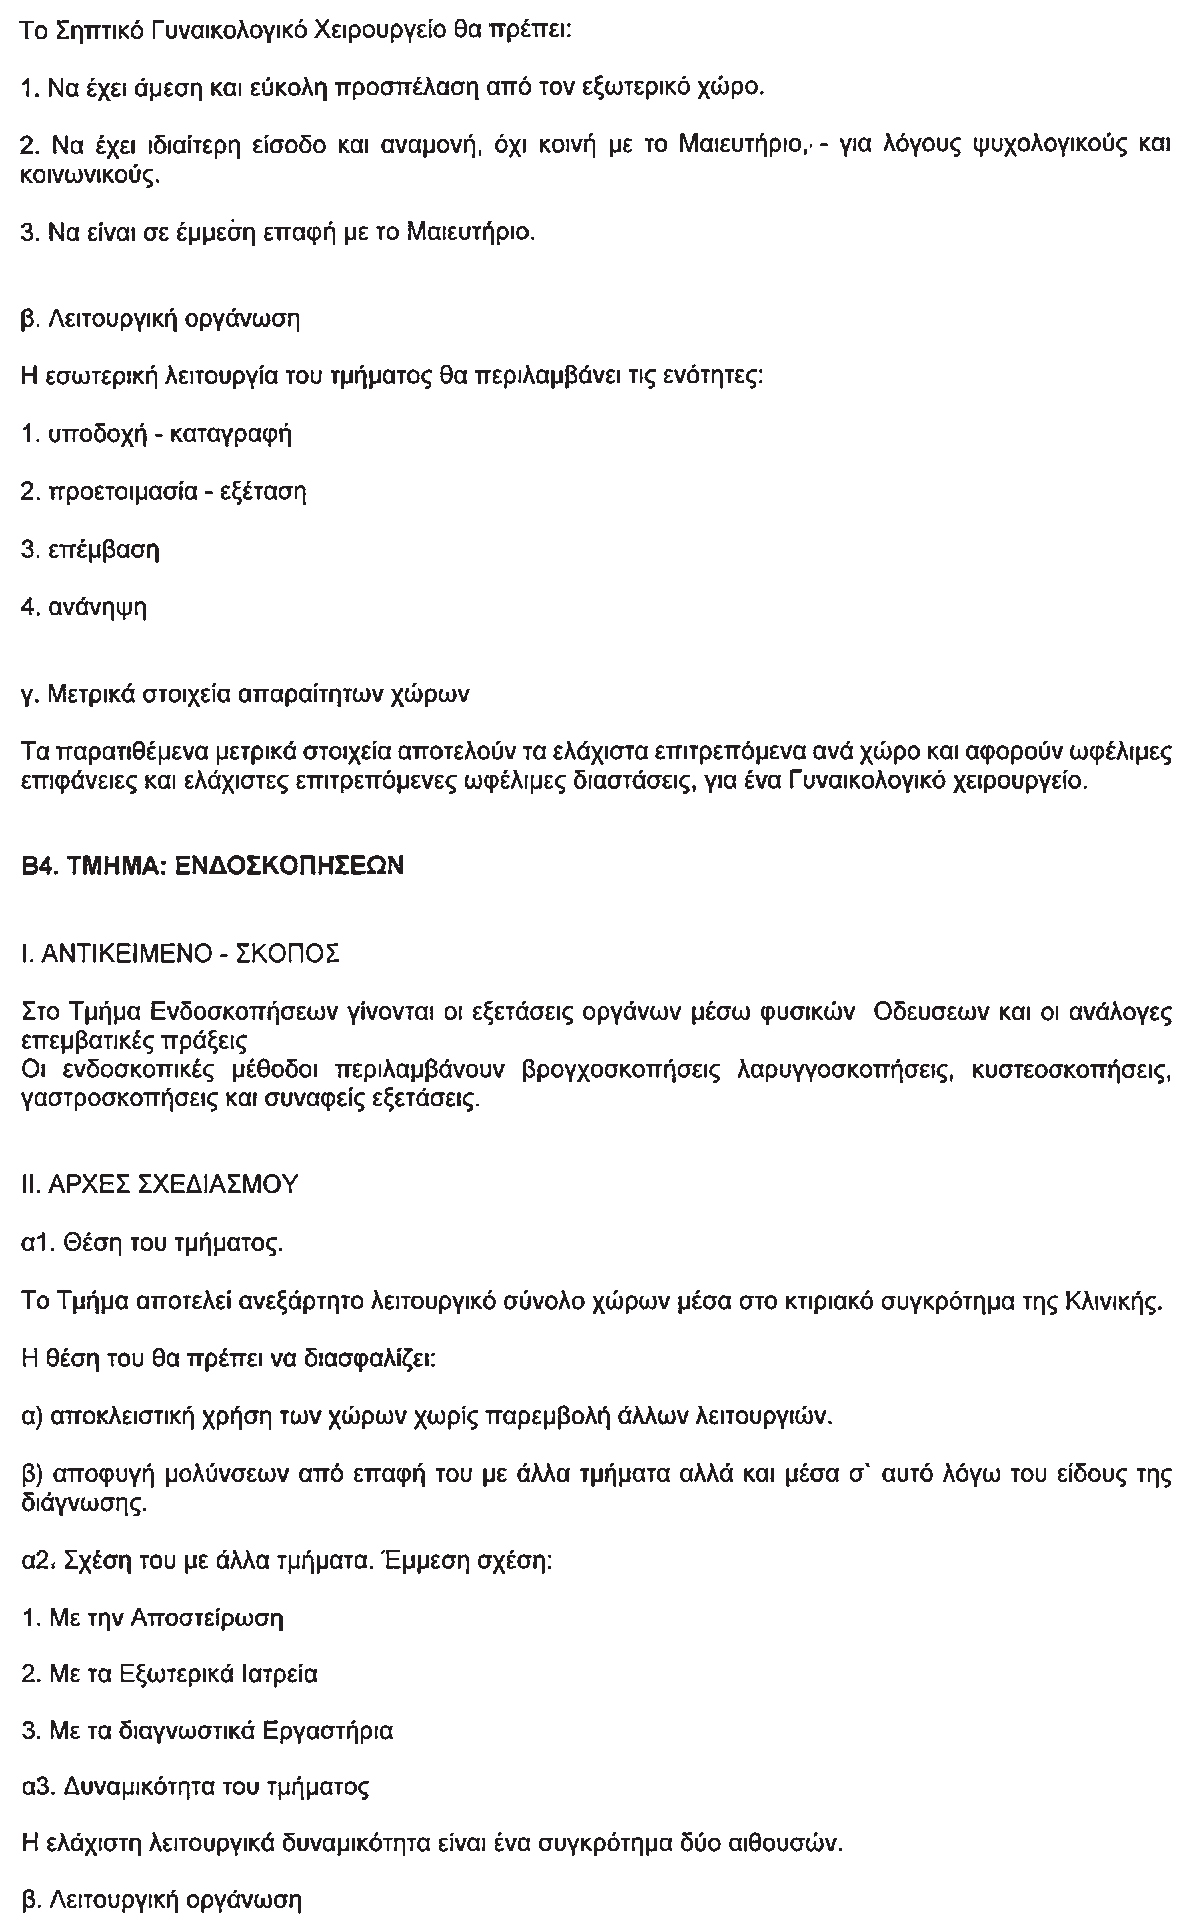 Το Σηπτικό Γυναικολογικό Χειρουργείο θα πρέπει:
1. Να έχει άμεση και εύκολη προσπέλαση από τον εξωτερικό χώρο.
2. Να έχει ιδιαίτερη είσοδο και αναμονή, όχι κοινή με το Μαιευτήριο,- για λόγους ψυχολογικούς και
κοινωνικούς.
3. Να είναι σε έμμεση επαφή με το Μαιευτήριο.
β. Λειτουργική οργάνωση
Η εσωτερική λειτουργία του τμήματος θα περιλαμβάνει τις ενότητες:
1. υποδοχή - καταγραφή
2. προετοιμασία - εξέταση
3. επέμβαση
4. ανάνηψη
γ. Μετρικά στοιχεία απαραίτητων χώρων
Τα παρατιθέμενα μετρικά στοιχεία αποτελούν τα ελάχιστα επιτρεπόμενα ανά χώρο και αφορούν ωφέλιμες
επιφάνειες και ελάχιστες επιτρεπόμενες ωφέλιμες διαστάσεις, για ένα Γυναικολογικό χειρουργείο.
Β4. ΤΜΗΜΑ: ΕΝΔΟΣΚΟΠΗΣΕΩΝ
Ι. ΑΝΤΙΚΕΙΜΕΝΟ - ΣΚΟΠΟΣ
Στο Τμήμα Ενδοσκοπήσεων γίνονται οι εξετάσεις οργάνων μέσω φυσικών Οδευσεων και οι ανάλογες
επεμβατικές πράξεις
Οι ενδοσκοπικές μέθοδοι περιλαμβάνουν βρογχοσκοπήσεις λαρυγγοσκοπήσεις, κυστεοσκοπήσεις,
γαστροσκοπήσεις και συναφείς εξετάσεις.
ΙΙ. ΑΡΧΕΣ ΣΧΕΔΙΑΣΜΟΥ
α1. Θέση του τμήματος.
Το Τμήμα αποτελεί ανεξάρτητο λειτουργικό σύνολο χώρων μέσα στο κτιριακό συγκρότημα της Κλινικής.
Η θέση του θα πρέπει να διασφαλίζει:
α) αποκλειστική χρήση των χώρων χωρίς παρεμβολή άλλων λειτουργιών.
β) αποφυγή μολύνσεων από επαφή του με άλλα τμήματα αλλά και μέσα σ` αυτό λόγω του είδους της
διάγνωσης.
α2. Σχέση του με άλλα τμήματα. Έμμεση σχέση:
1. Με την Αποστείρωση
2. Με τα Εξωτερικά Ιατρεία
3. Με τα διαγνωστικά Εργαστήρια
α3. Δυναμικότητα του τμήματος
Η ελάχιστη λειτουργικά δυναμικότητα είναι ένα συγκρότημα δύο αιθουσών.
β. Λειτουργική οργάνωση